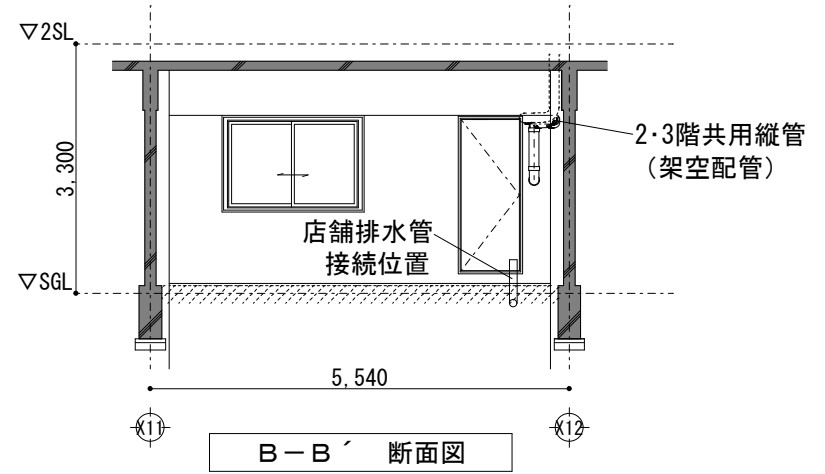 ▽2SL
3,300
2・3階共用縦管
（架空配管）
店舗排水管
接続位置
▽SGL
5,540
X11
X12
B－B´ 断面図